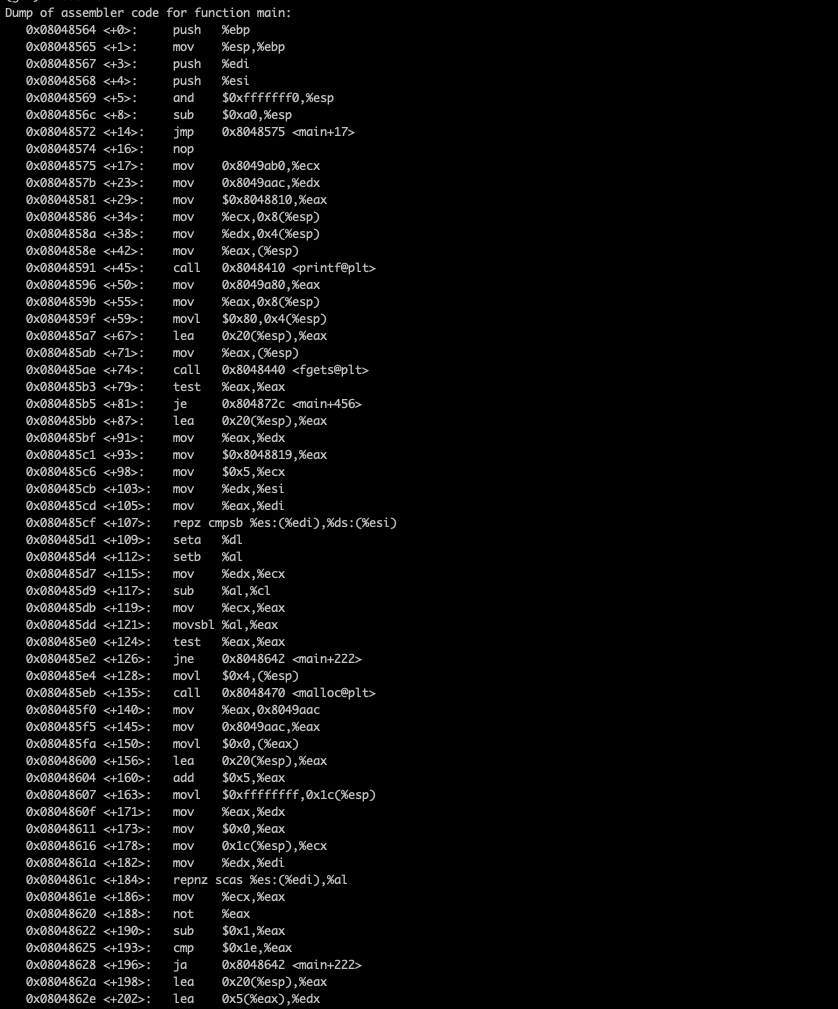 Dump of assembler code for function main:
0x08048564 <+0>: push %ebp
0x08048565 <+1>: mov %esp,%ebp
0x08048567 <+3>: push %edi
0x08048568 <+4>: push %esi
0x08048569 <+5>: and $0xfffffff0,%esp
0x0804856c <+8>: sub $0xa0,%esp
0x08048572 <+14>: jmp 0x8048575 <main+17>
0x08048574 <+16>: nop
0x08048575 <+17>: mov 0x8049ab0,%ecx
0x0804857b <+23>: mov 0x8049aac,%edx
0x08048581 <+29>: mov $0x8048810,%eax
0x08048586 <+34>: mov %ecx,0x8(%esp)
0x0804858a <+38>: mov %edx,0x4(%esp)
0x0804858e <+42>: mov %eax,(%esp)
0x08048591 <+45>: call 0x8048410 <printf@plt>
0x08048596 <+50>: mov 0x8049a80,%eax
0x0804859b <+55>: mov %eax,0x8(%esp)
0x0804859f <+59>: movl $0x80,0x4(%esp)
0x080485a7 <+67>: lea 0x20(%esp),%eax
0x080485ab <+71>: mov %eax,(%esp)
0x080485ae <+74>: call 0x8048440 <fgets@plt>
0x080485b3 <+79>: test %eax,%eax
0x080485b5 <+81>: je 0x804872c <main+456>
0x080485bb <+87>: lea 0x20(%esp),%eax
0x080485bf <+91>: mov %eax,%edx
0x080485c1 <+93>: mov $0x8048819,%eax
0x080485c6 <+98>: mov $0x5,%ecx
0x080485cb <+103>: mov %edx,%esi
0x080485cd <+105>: mov %eax,%edi
0x080485cf <+107>: repz cmpsb %es:(%edi),%ds:(%esi)
0x080485d1 <+109>: seta %dl
0x080485d4 <+112>: setb %al
0x080485d7 <+115>: mov %edx,%ecx
0x080485d9 <+117>: sub %al,%cl
0x080485db <+119>: mov %ecx,%eax
0x080485dd <+121>: movsbl %al,%eax
0x080485e0 <+124>: test %eax,%eax
0x080485e2 <+126>: jne 0x8048642 <main+222>
0x080485e4 <+128>: movl $0x4,(%esp)
0x080485eb <+135>: call 0x8048470 <malloc@plt>
0x080485f0 <+140>: mov %eax,0x8049aac
0x080485f5 <+145>: mov 0x8049aac,%eax
0x080485fa <+150>: movl $0x0,(%eax)
0x08048600 <+156>: lea 0x20(%esp),%eax
0x08048604 <+160>: add $0x5,%eax
0x08048607 <+163>: movl $0xffffffff,0x1c(%esp)
0x0804860f <+171>: mov %eax,%edx
0x08048611 <+173>: mov $0x0,%eax
0x08048616 <+178>: mov 0x1c(%esp),%ecx
0x0804861a <+182>: mov %edx,%edi
0x0804861c <+184>: repnz scas %es:(%edi),%al
0x0804861e <+186>: mov %ecx,%eax
0x08048620 <+188>: not %eax
0x08048622 <+190>: sub $0x1,%eax
0x08048625 <+193>: cmp $0x1e,%eax
0x08048628 <+196>: ja 0x8048642 <main+222>
0x0804862a <+198>: lea 0x20(%esp),%eax
0x0804862e <+202>: lea 0x5(%eax),%edx